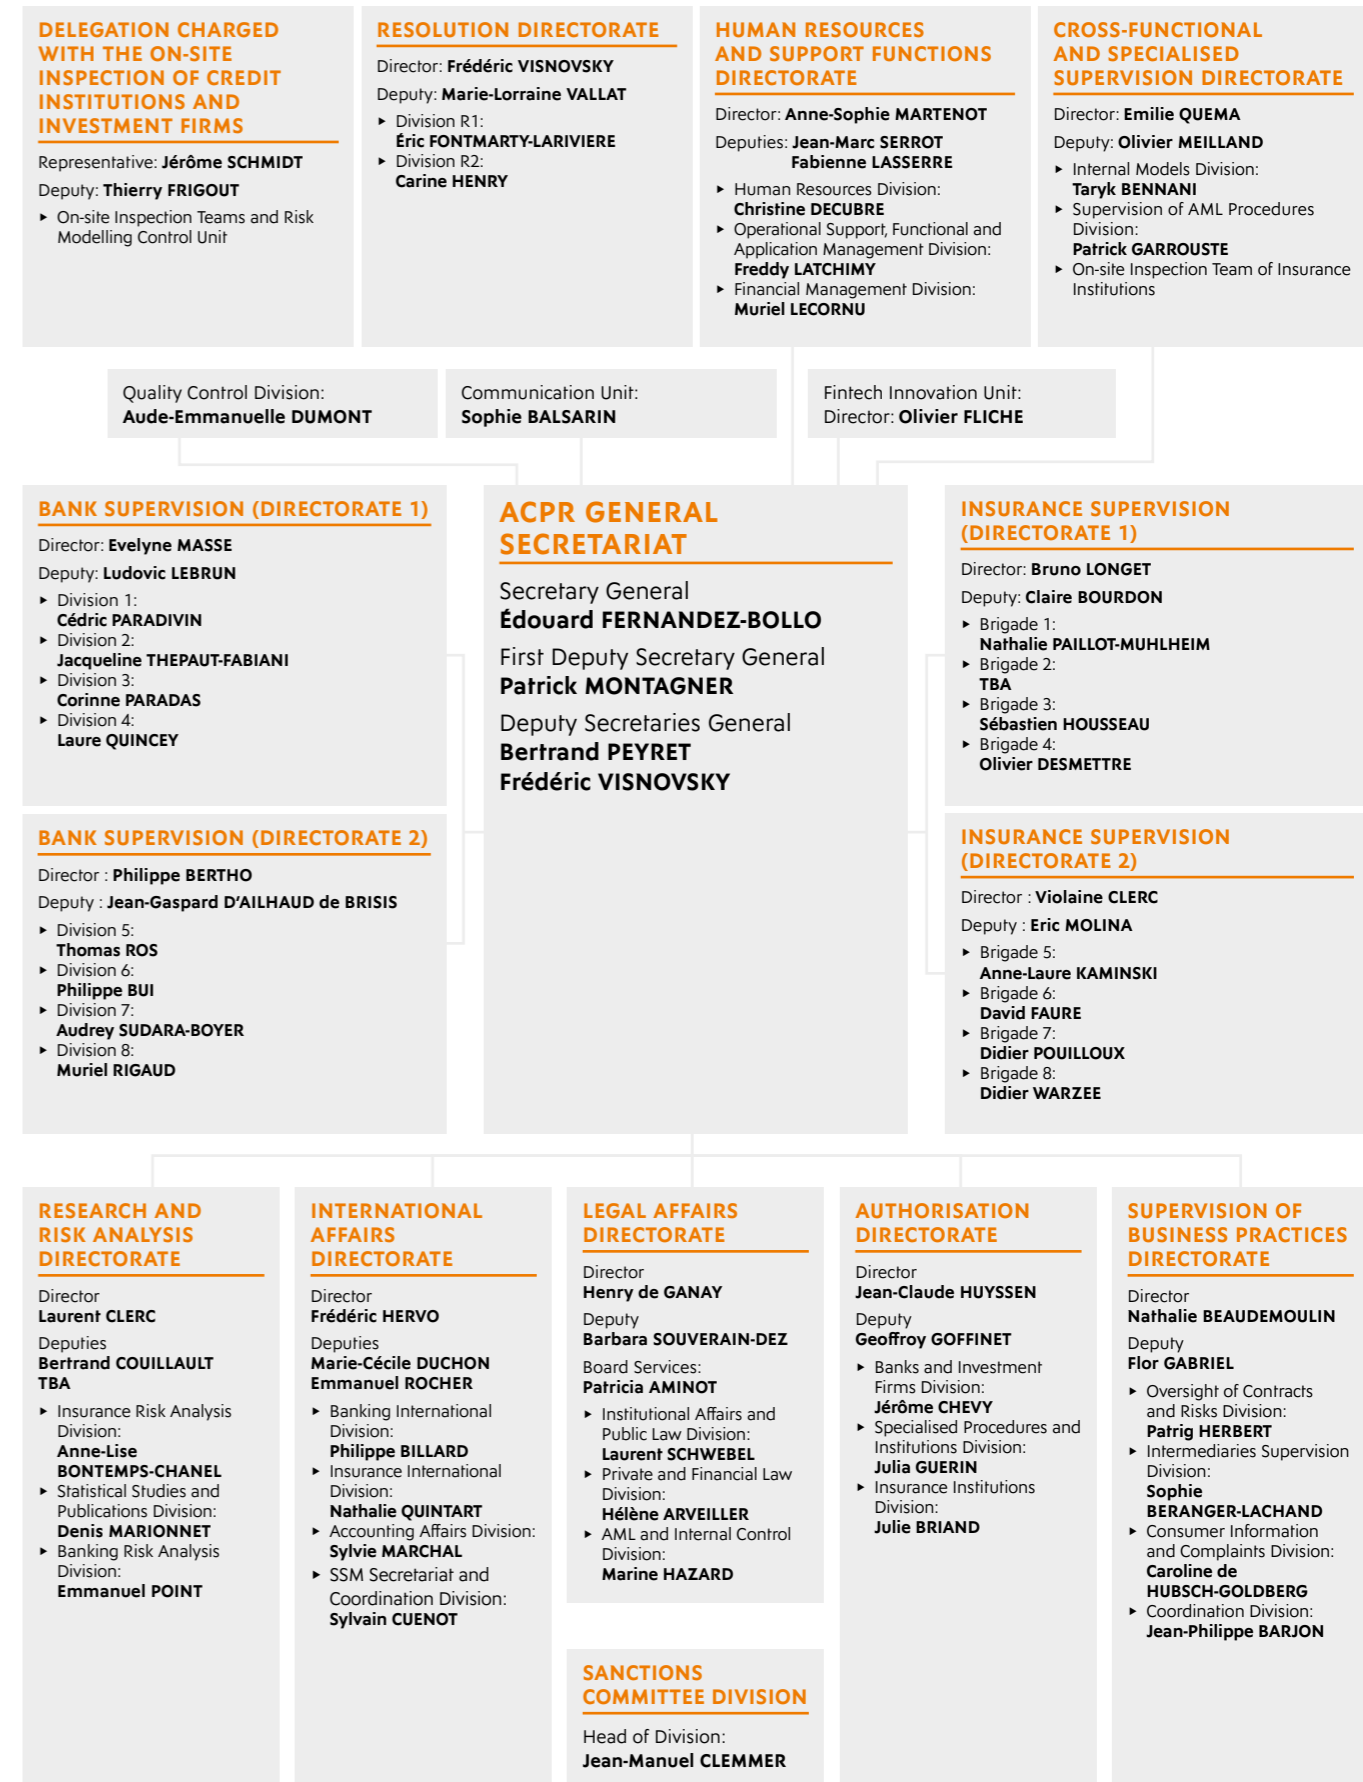 DELEGATION CHARGED
WITH THE ON-SITE
INSPECTION OF CREDIT
INSTITUTIONS AND
INVESTMENT FIRMS
Representative: Jérôme SCHMIDT
Deputy: Thierry FRIGOUT
▸ On-site Inspection Teams and Risk
Modelling Control Unit
RESOLUTION DIRECTORATE
Director: Frédéric VISNOVSKY
Deputy: Marie-Lorraine VALLAT
▸ Division R1:
Éric FONTMARTY-LARIVIERE
▸ Division R2:
Carine HENRY
HUMAN RESOURCES
AND SUPPORT FUNCTIONS
DIRECTORATE
Director: Anne-Sophie MARTENOT
Deputies: Jean-Marc SERROT
Fabienne LASSERRE
▸ Human Resources Division:
Christine DECUBRE
▸ Operational Support, Functional and
Application Management Division:
Freddy LATCHIMY
▸ Financial Management Division:
Muriel LECORNU
CROSS-FUNCTIONAL
AND SPECIALISED
SUPERVISION DIRECTORATE
Director: Emilie QUEMA
Deputy: Olivier MEILLAND
▸ Internal Models Division:
Taryk BENNANI
▸ Supervision of AML Procedures
Division:
Patrick GARROUSTE
▸ On-site Inspection Team of Insurance
Institutions
Quality Control Division:
Aude-Emmanuelle DUMONT
Communication Unit:
Sophie BALSARIN
Fintech Innovation Unit:
Director: Olivier FLICHE
BANK SUPERVISION (DIRECTORATE 1)
Director: Evelyne MASSE
Deputy: Ludovic LEBRUN
▸ Division 1:
Cédric PARADIVIN
▸ Division 2:
Jacqueline THEPAUT-FABIANI
▸ Division 3:
Corinne PARADAS
▸ Division 4:
Laure QUINCEY
BANK SUPERVISION (DIRECTORATE 2)
Director : Philippe BERTHO
Deputy : Jean-Gaspard D'AILHAUD de BRISIS
▸ Division 5:
Thomas ROS
▸ Division 6:
Philippe BUI
▸ Division 7:
Audrey SUDARA-BOYER
▸ Division 8:
Muriel RIGAUD
ACPR GENERAL
SECRETARIAT
Secretary General
Édouard FERNANDEZ-BOLLO
First Deputy Secretary General
Patrick MONTAGNER
Deputy Secretaries General
Bertrand PEYRET
Frédéric VISNOVSKY
INSURANCE SUPERVISION
(DIRECTORATE 1)
Director: Bruno LONGET
Deputy: Claire BOURDON
▸ Brigade 1:
Nathalie PAILLOT-MUHLHEIM
▸ Brigade 2:
TBA
▸ Brigade 3:
Sébastien HOUSSEAU
▸ Brigade 4:
Olivier DESMETTRE
INSURANCE SUPERVISION
(DIRECTORATE 2)
Director : Violaine CLERC
Deputy : Eric MOLINA
▸ Brigade 5:
Anne-Laure KAMINSKI
▸ Brigade 6:
David FAURE
▸ Brigade 7:
Didier POUILLOUX
▸ Brigade 8:
Didier WARZEE
RESEARCH AND
RISK ANALYSIS
DIRECTORATE
Director
Laurent CLERC
Deputies
Bertrand COUILLAULT
TBA
▸ Insurance Risk Analysis
Division:
Anne-Lise
BONTEMPS-CHANEL
▸ Statistical Studies and
Publications Division:
Denis MARIONNET
▸ Banking Risk Analysis
Division:
Emmanuel POINT
INTERNATIONAL
AFFAIRS
DIRECTORATE
Director
Frédéric HERVO
Deputies
Marie-Cécile DUCHON
Emmanuel ROCHER
▸ Banking International
Division:
Philippe BILLARD
▸ Insurance International
Division:
Nathalie QUINTART
▸ Accounting Affairs Division:
Sylvie MARCHAL
▸ SSM Secretariat and
Coordination Division:
Sylvain CUENOT
LEGAL AFFAIRS
DIRECTORATE
Director
Henry de GANAY
Deputy
Barbara SOUVERAIN-DEZ
Board Services:
Patricia AMINOT
▸ Institutional Affairs and
Public Law Division:
Laurent SCHWEBEL
▸ Private and Financial Law
Division:
Hélène ARVEILLER
▸ AML and Internal Control
Division:
Marine HAZARD
SANCTIONS
COMMITTEE DIVISION
Head of Division:
Jean-Manuel CLEMMER
AUTHORISATION
DIRECTORATE
Director
Jean-Claude HUYSSEN
Deputy
Geoffroy GOFFINET
▸ Banks and Investment
Firms Division:
Jérôme CHEVY
▸ Specialised Procedures and
Institutions Division:
Julia GUERIN
▸ Insurance Institutions
Division:
Julie BRIAND
SUPERVISION OF
BUSINESS PRACTICES
DIRECTORATE
Director
Nathalie BEAUDEMOULIN
Deputy
Flor GABRIEL
▸ Oversight of Contracts
and Risks Division:
Patrig HERBERT
▸ Intermediaries Supervision
Division:
Sophie
BERANGER-LACHAND
▸ Consumer Information
and Complaints Division:
Caroline de
HUBSCH-GOLDBERG
▸ Coordination Division:
Jean-Philippe BARJON